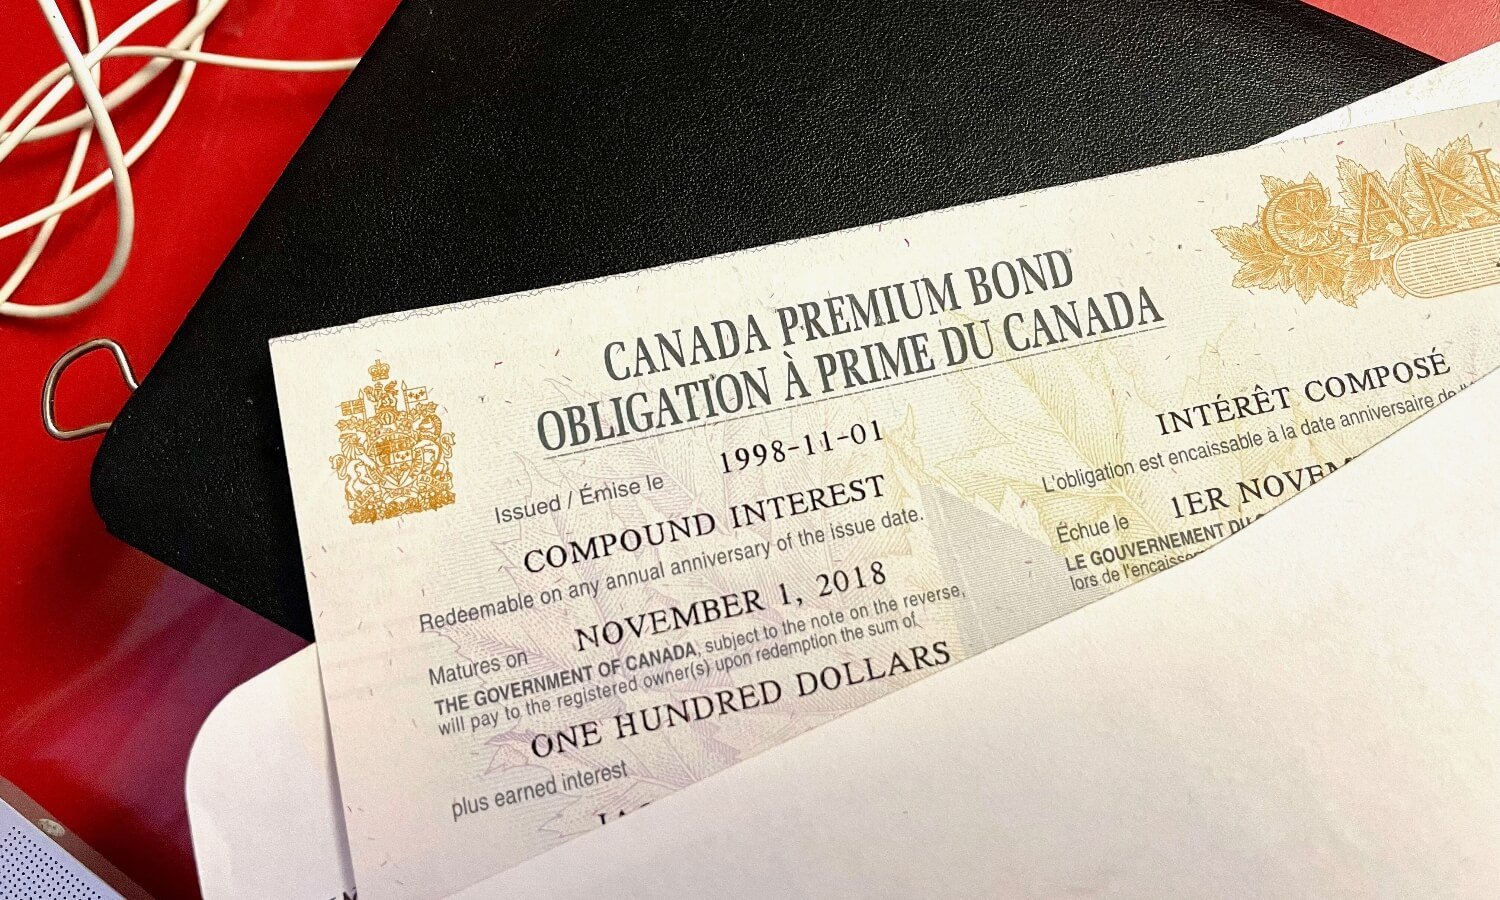 CANADA PREMIUM BOND
OBLIGATION À PRIME DU CANADA
Issued / Émise le 1998-11-01
COMPOUND INTEREST
Redeemable on any annual anniversary of the issue date.
Matures on NOVEMBER 1, 2018
THE GOVERNMENT OF CANADA, subject to the note on the reverse,
will pay to the registered owner(s) upon redemption the sum of
ONE HUNDRED DOLLARS
plus earned interest
INTÉRÊT COMPOSÉ
L'obligation est encaissable à la date anniversaire de
Échue le 1ER
LE GOUVERNEMENT
lors de